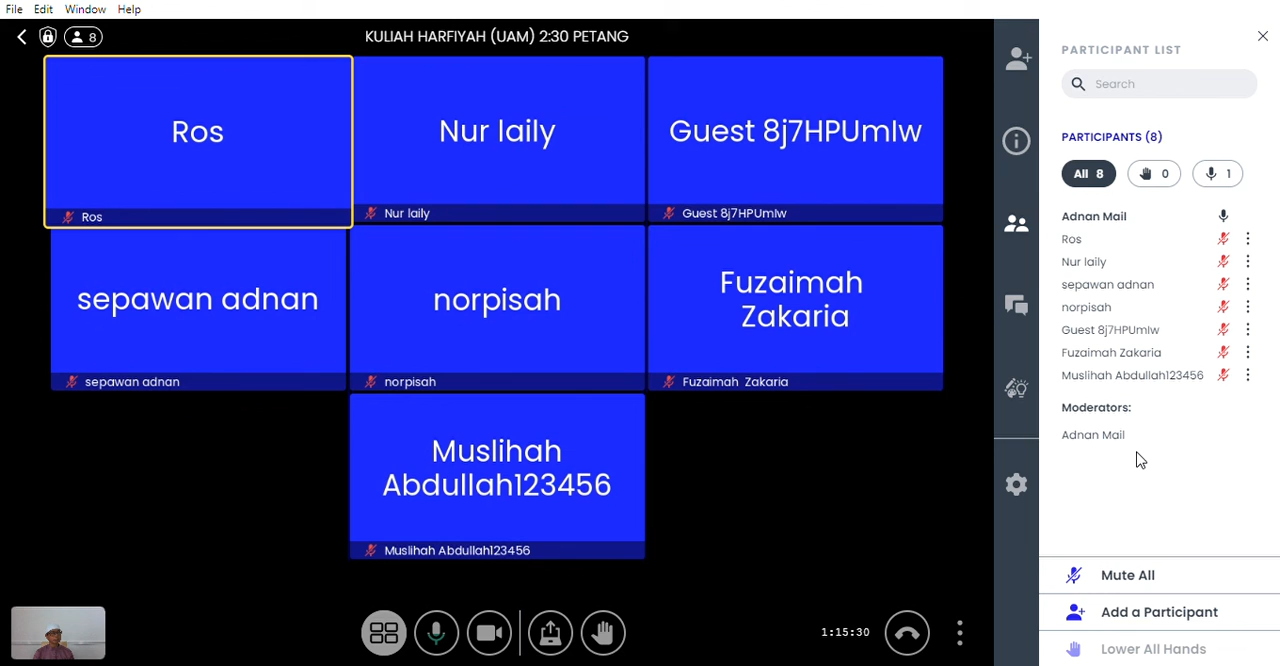 File Edit Window Help
8
KULIAH HARFIYAH (UAM) 2:30 PETANG
Ros
Ros
Nur laily
Nur laily
Guest 8j7HPUmIw
Guest 8j7HPUmIw
sepawan adnan
sepawan adnan
norpisah
norpisah
Fuzaimah
Zakaria
Fuzaimah Zakaria
Muslihah
Abdullah123456
Muslihah Abdullah123456
1:15:30
PARTICIPANT LIST
Search
PARTICIPANTS (8)
All 8 0 1
Adnan Mail
Ros
Nur laily
sepawan adnan
norpisah
Guest 8j7HPUmIw
Fuzaimah Zakaria
Muslihah Abdullah123456
Moderators:
Adnan Mail
Mute All
Add a Participant
Lower All Hands